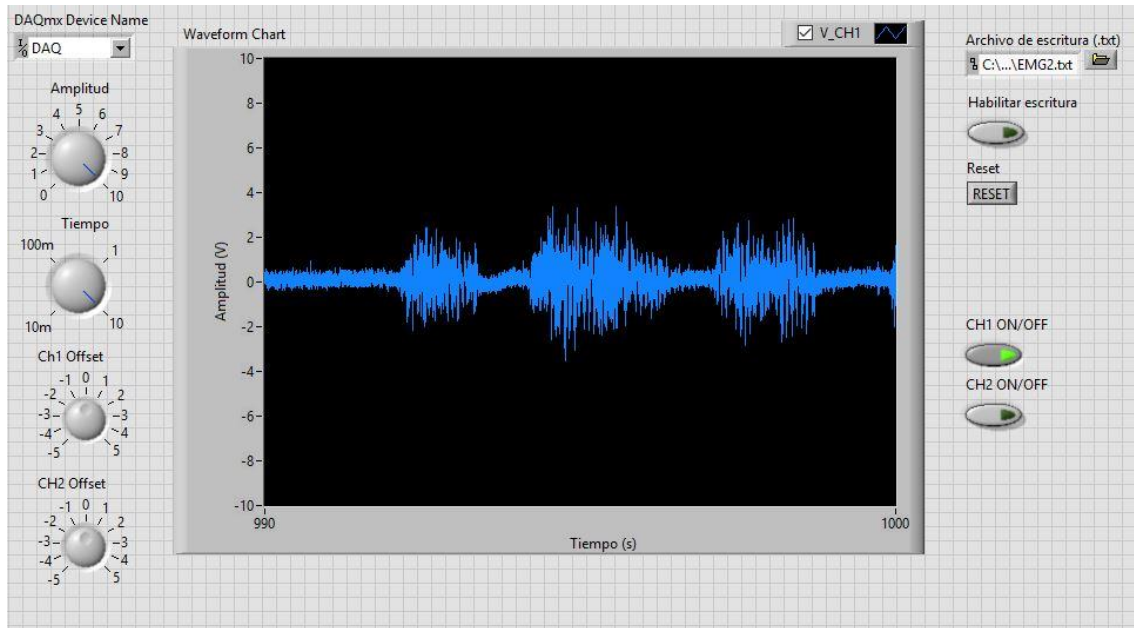 DAQmx Device Name
DAQ
Amplitud
0 1 2 3 4 5 6 7 8 9 10
Tiempo
10m 100m 1 10
Ch1 Offset
-5 -4 -3 -2 -1 0 1 2 3 4 5
CH2 Offset
-5 -4 -3 -2 -1 0 1 2 3 4 5
Waveform Chart
V_CH1
Amplitud (V)
10
8
6
4
2
0
-2
-4
-6
-8
-10
990 1000
Tiempo (s)
Archivo de escritura (.txt)
C:\...\EMG2.txt
Habilitar escritura
Reset
RESET
CH1 ON/OFF
CH2 ON/OFF